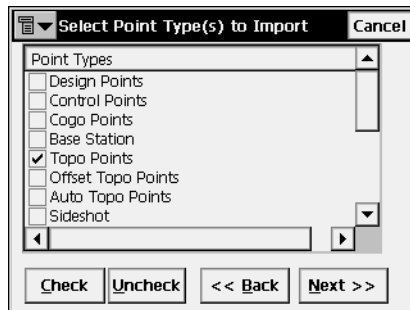 Select Point Type(s) to Import Cancel
Point Types
Design Points
Control Points
Cogo Points
Base Station
Topo Points
Offset Topo Points
Auto Topo Points
Sideshot
Check Uncheck << Back Next >>